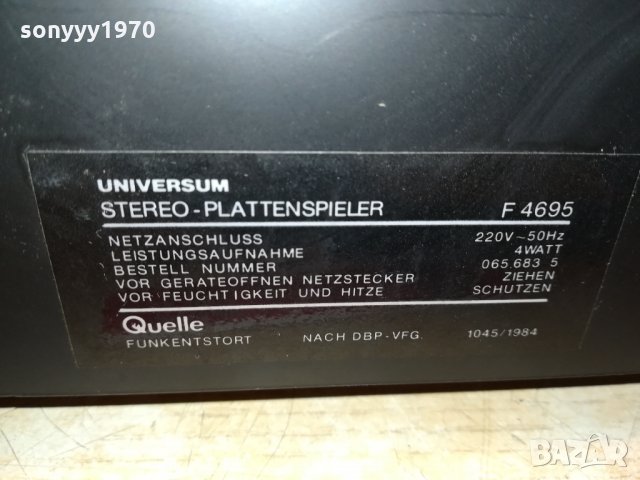 sonyyy1970
UNIVERSUM
STEREO-PLATTENSPIELER F 4695
NETZANSCHLUSS 220V~50Hz
LEISTUNGSAUFNAHME 4WATT
BESTELL NUMMER 065.683 5
VOR GERATEOFFNEN NETZSTECKER ZIEHEN
VOR FEUCHTIGKEIT UND HITZE SCHUTZEN
Quelle
FUNKENTSTORT NACH DBP-VFG. 1045/1984
BAZAR